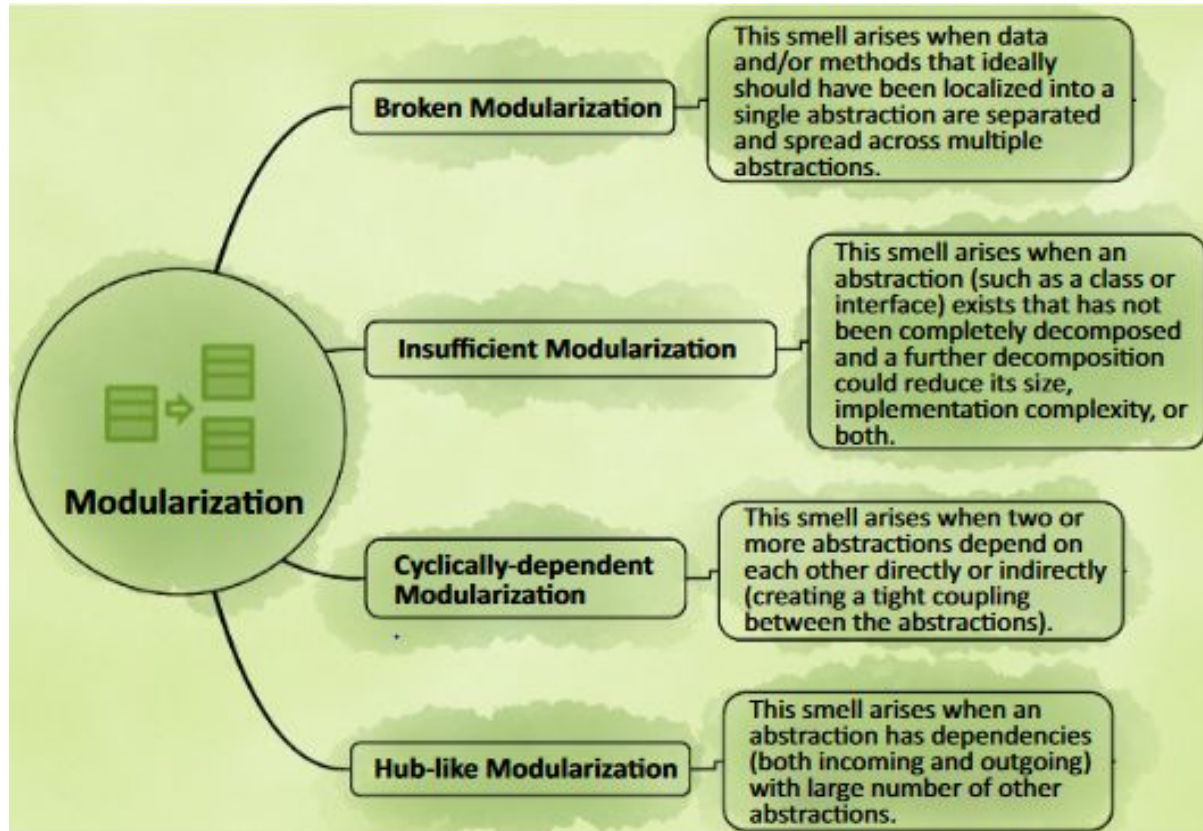 Modularization
Broken Modularization
This smell arises when data
and/or methods that ideally
should have been localized into a
single abstraction are separated
and spread across multiple
abstractions.
Insufficient Modularization
This smell arises when an
abstraction (such as a class or
interface) exists that has not
been completely decomposed
and a further decomposition
could reduce its size,
implementation complexity, or
both.
Cyclically-dependent
Modularization
This smell arises when two or
more abstractions depend on
each other directly or indirectly
(creating a tight coupling
between the abstractions).
Hub-like Modularization
This smell arises when an
abstraction has dependencies
(both incoming and outgoing)
with large number of other
abstractions.